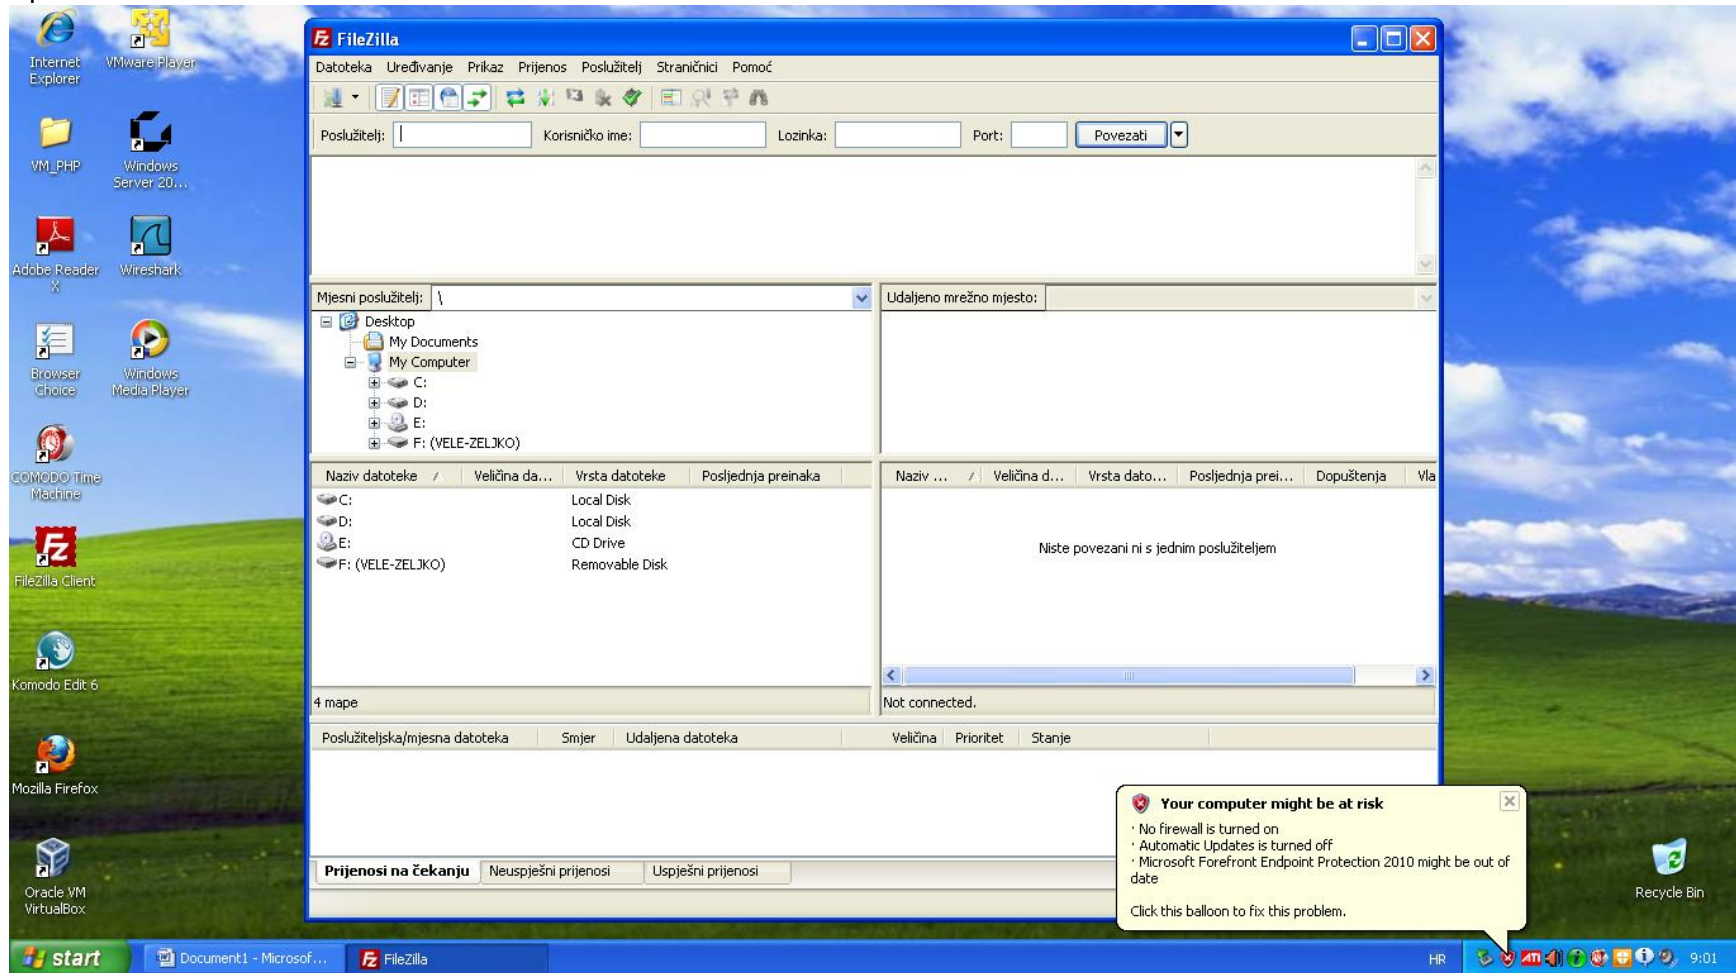 Internet
Explorer
VMware Player
VM_PHP
Windows
Server 20...
Adobe Reader
X
Wireshark
Browser
Choice
Windows
Media Player
COMODO Time
Machine
FileZilla Client
Komodo Edit 6
Mozilla Firefox
Oracle VM
VirtualBox
FileZilla
Datoteka Uređivanje Prikaz Prijenos Poslužitelj Straničnici Pomoć
Poslužitelj: Korisničko ime: Lozinka: Port: Povezati
Mjesni poslužitelj: \
Desktop
My Documents
My Computer
C:
D:
E:
F: (VELE-ZELJKO)
Udaljeno mrežno mjesto:
Naziv datoteke Veličina da... Vrsta datoteke Posljednja preinaka
C: Local Disk
D: Local Disk
E: CD Drive
F: (VELE-ZELJKO) Removable Disk
4 mape
Naziv ... Veličina d... Vrsta dato... Posljednja prei... Dopuštenja Vla
Niste povezani ni s jednim poslužiteljem
Not connected.
Poslužiteljska/mjesna datoteka Smjer Udaljena datoteka Veličina Prioritet Stanje
Prijenosi na čekanju Neuspješni prijenosi Uspješni prijenosi
Your computer might be at risk
· No firewall is turned on
· Automatic Updates is turned off
· Microsoft Forefront Endpoint Protection 2010 might be out of
date
Click this balloon to fix this problem.
Recycle Bin
start Document1 - Microsof... FileZilla HR ATI 9:01